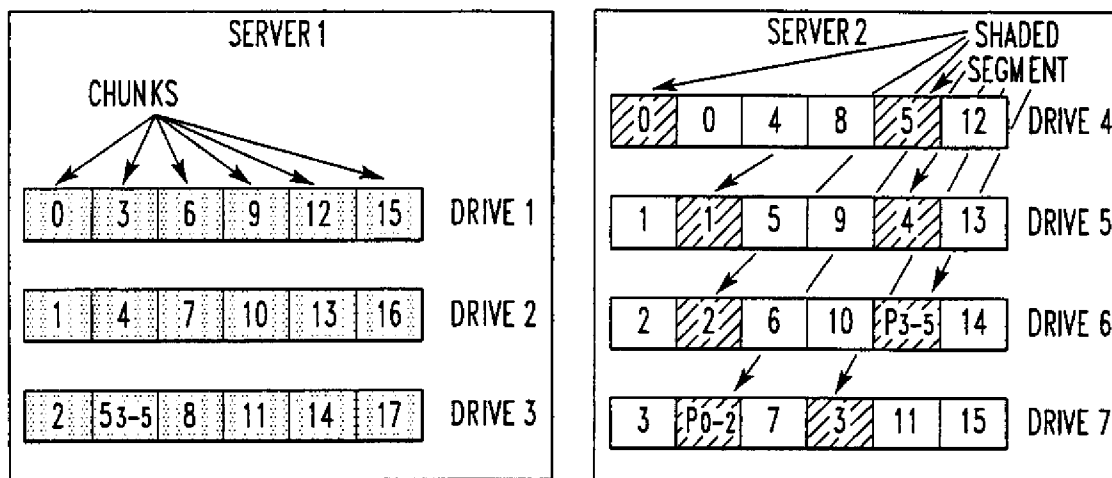 SERVER 1
CHUNKS
0 3 6 9 12 15 DRIVE 1
1 4 7 10 13 16 DRIVE 2
2 53-5 8 11 14 17 DRIVE 3
SERVER 2
SHADED
SEGMENT
0 0 4 8 5 12 DRIVE 4
1 1 5 9 4 13 DRIVE 5
2 2 6 10 P3-5 14 DRIVE 6
3 P0-2 7 3 11 15 DRIVE 7